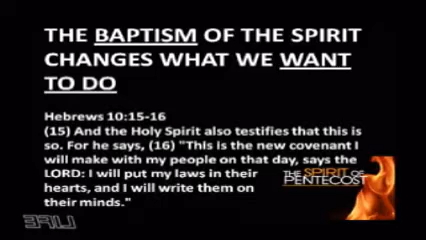 THE BAPTISM OF THE SPIRIT
CHANGES WHAT WE WANT
TO DO
Hebrews 10:15-16
(15) And the Holy Spirit also testifies that this is
so. For he says, (16) "This is the new covenant I
will make with my people on that day, says the
LORD: I will put my laws in their
hearts, and I will write them on
their minds."
THE SPIRIT OF
PENTECOST
LIFE